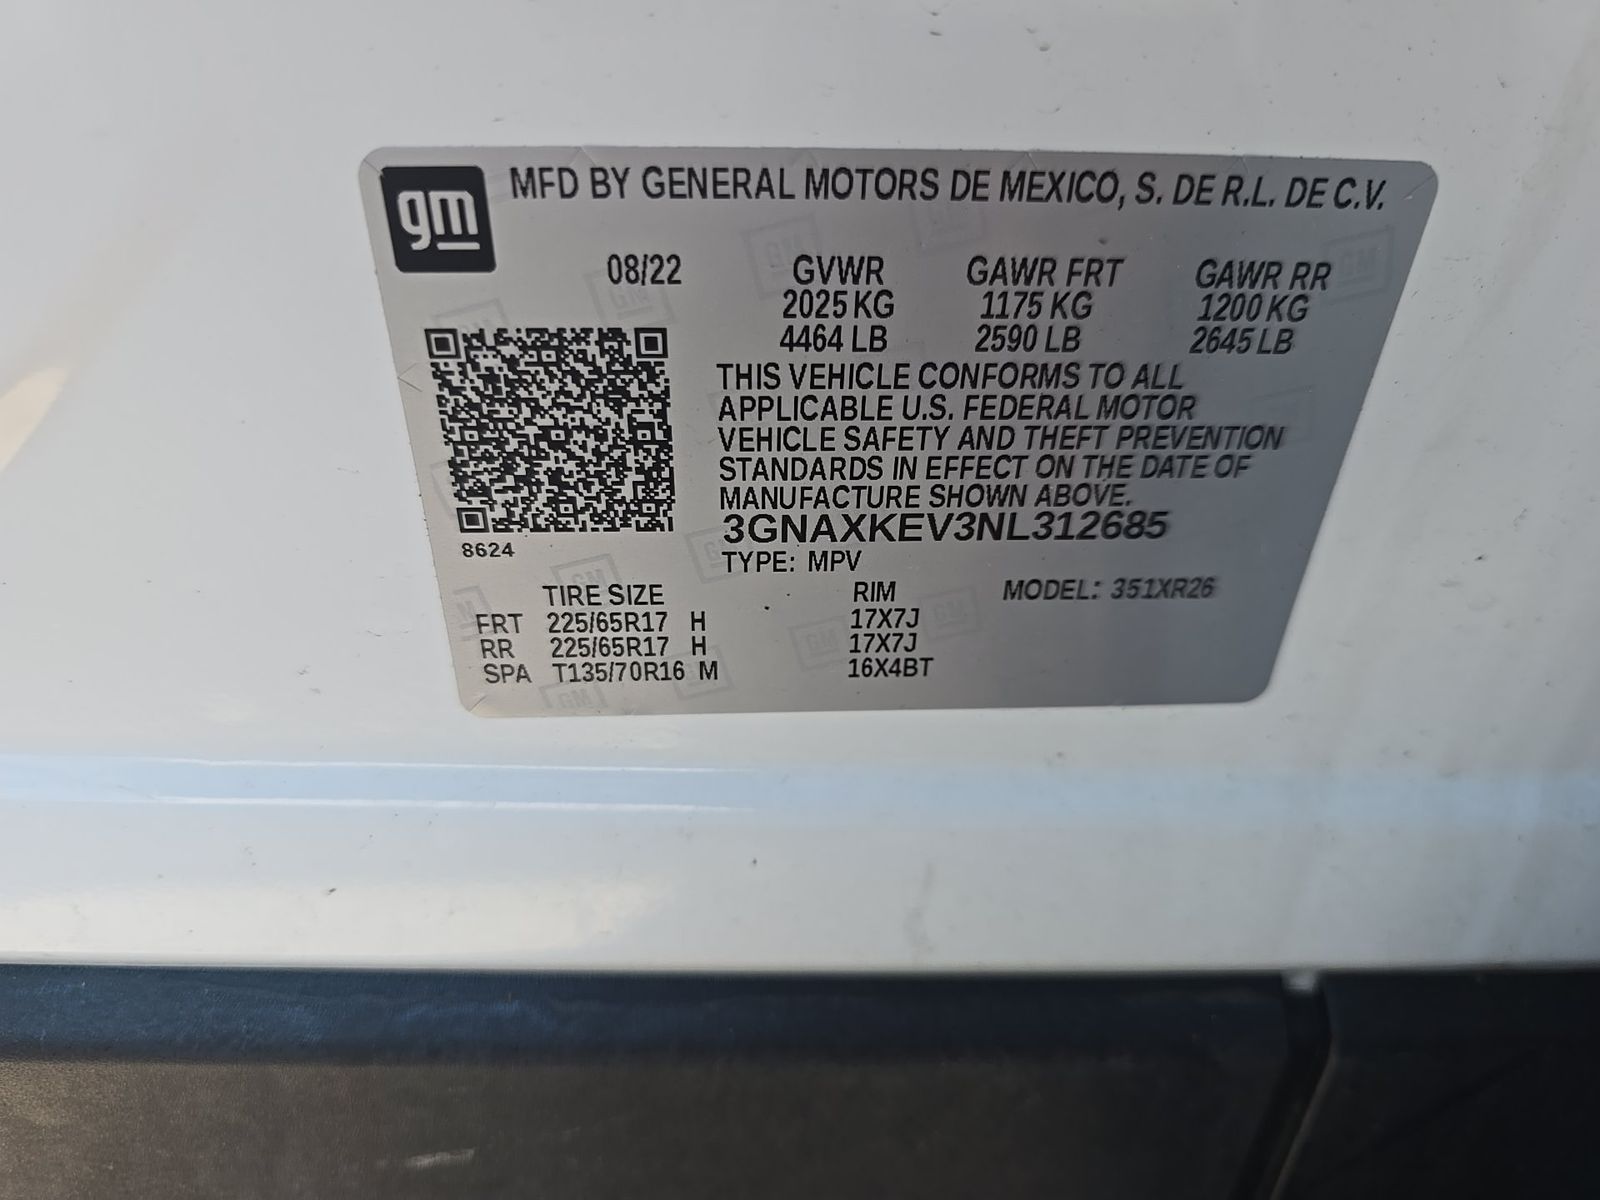 gm
MFD BY GENERAL MOTORS DE MEXICO, S. DE R.L. DE C.V.
08/22 GVWR GAWR FRT GAWR RR
2025 KG 1175 KG 1200 KG
4464 LB 2590 LB 2645 LB
THIS VEHICLE CONFORMS TO ALL
APPLICABLE U.S. FEDERAL MOTOR
VEHICLE SAFETY AND THEFT PREVENTION
STANDARDS IN EFFECT ON THE DATE OF
MANUFACTURE SHOWN ABOVE.
3GNAXKEV3NL312685
8624
TYPE: MPV
TIRE SIZE RIM MODEL: 351XR26
FRT 225/65R17 H 17X7J
RR 225/65R17 H 17X7J
SPA T135/70R16 M 16X4BT